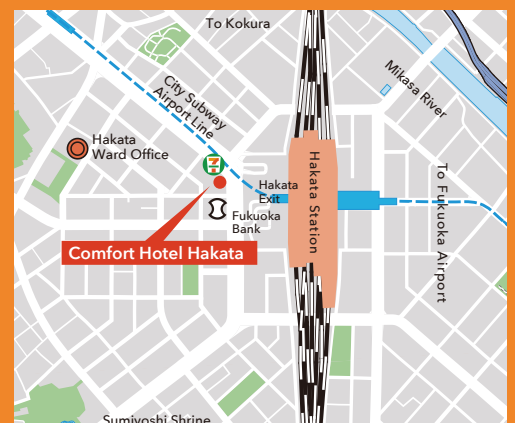 To Kokura
City Subway
Airport Line
Mikasa River
Hakata
Ward Office
7
Hakata
Exit
Hakata Station
To Fukuoka Airport
Fukuoka
Bank
Comfort Hotel Hakata
Sumiyoshi Shrine